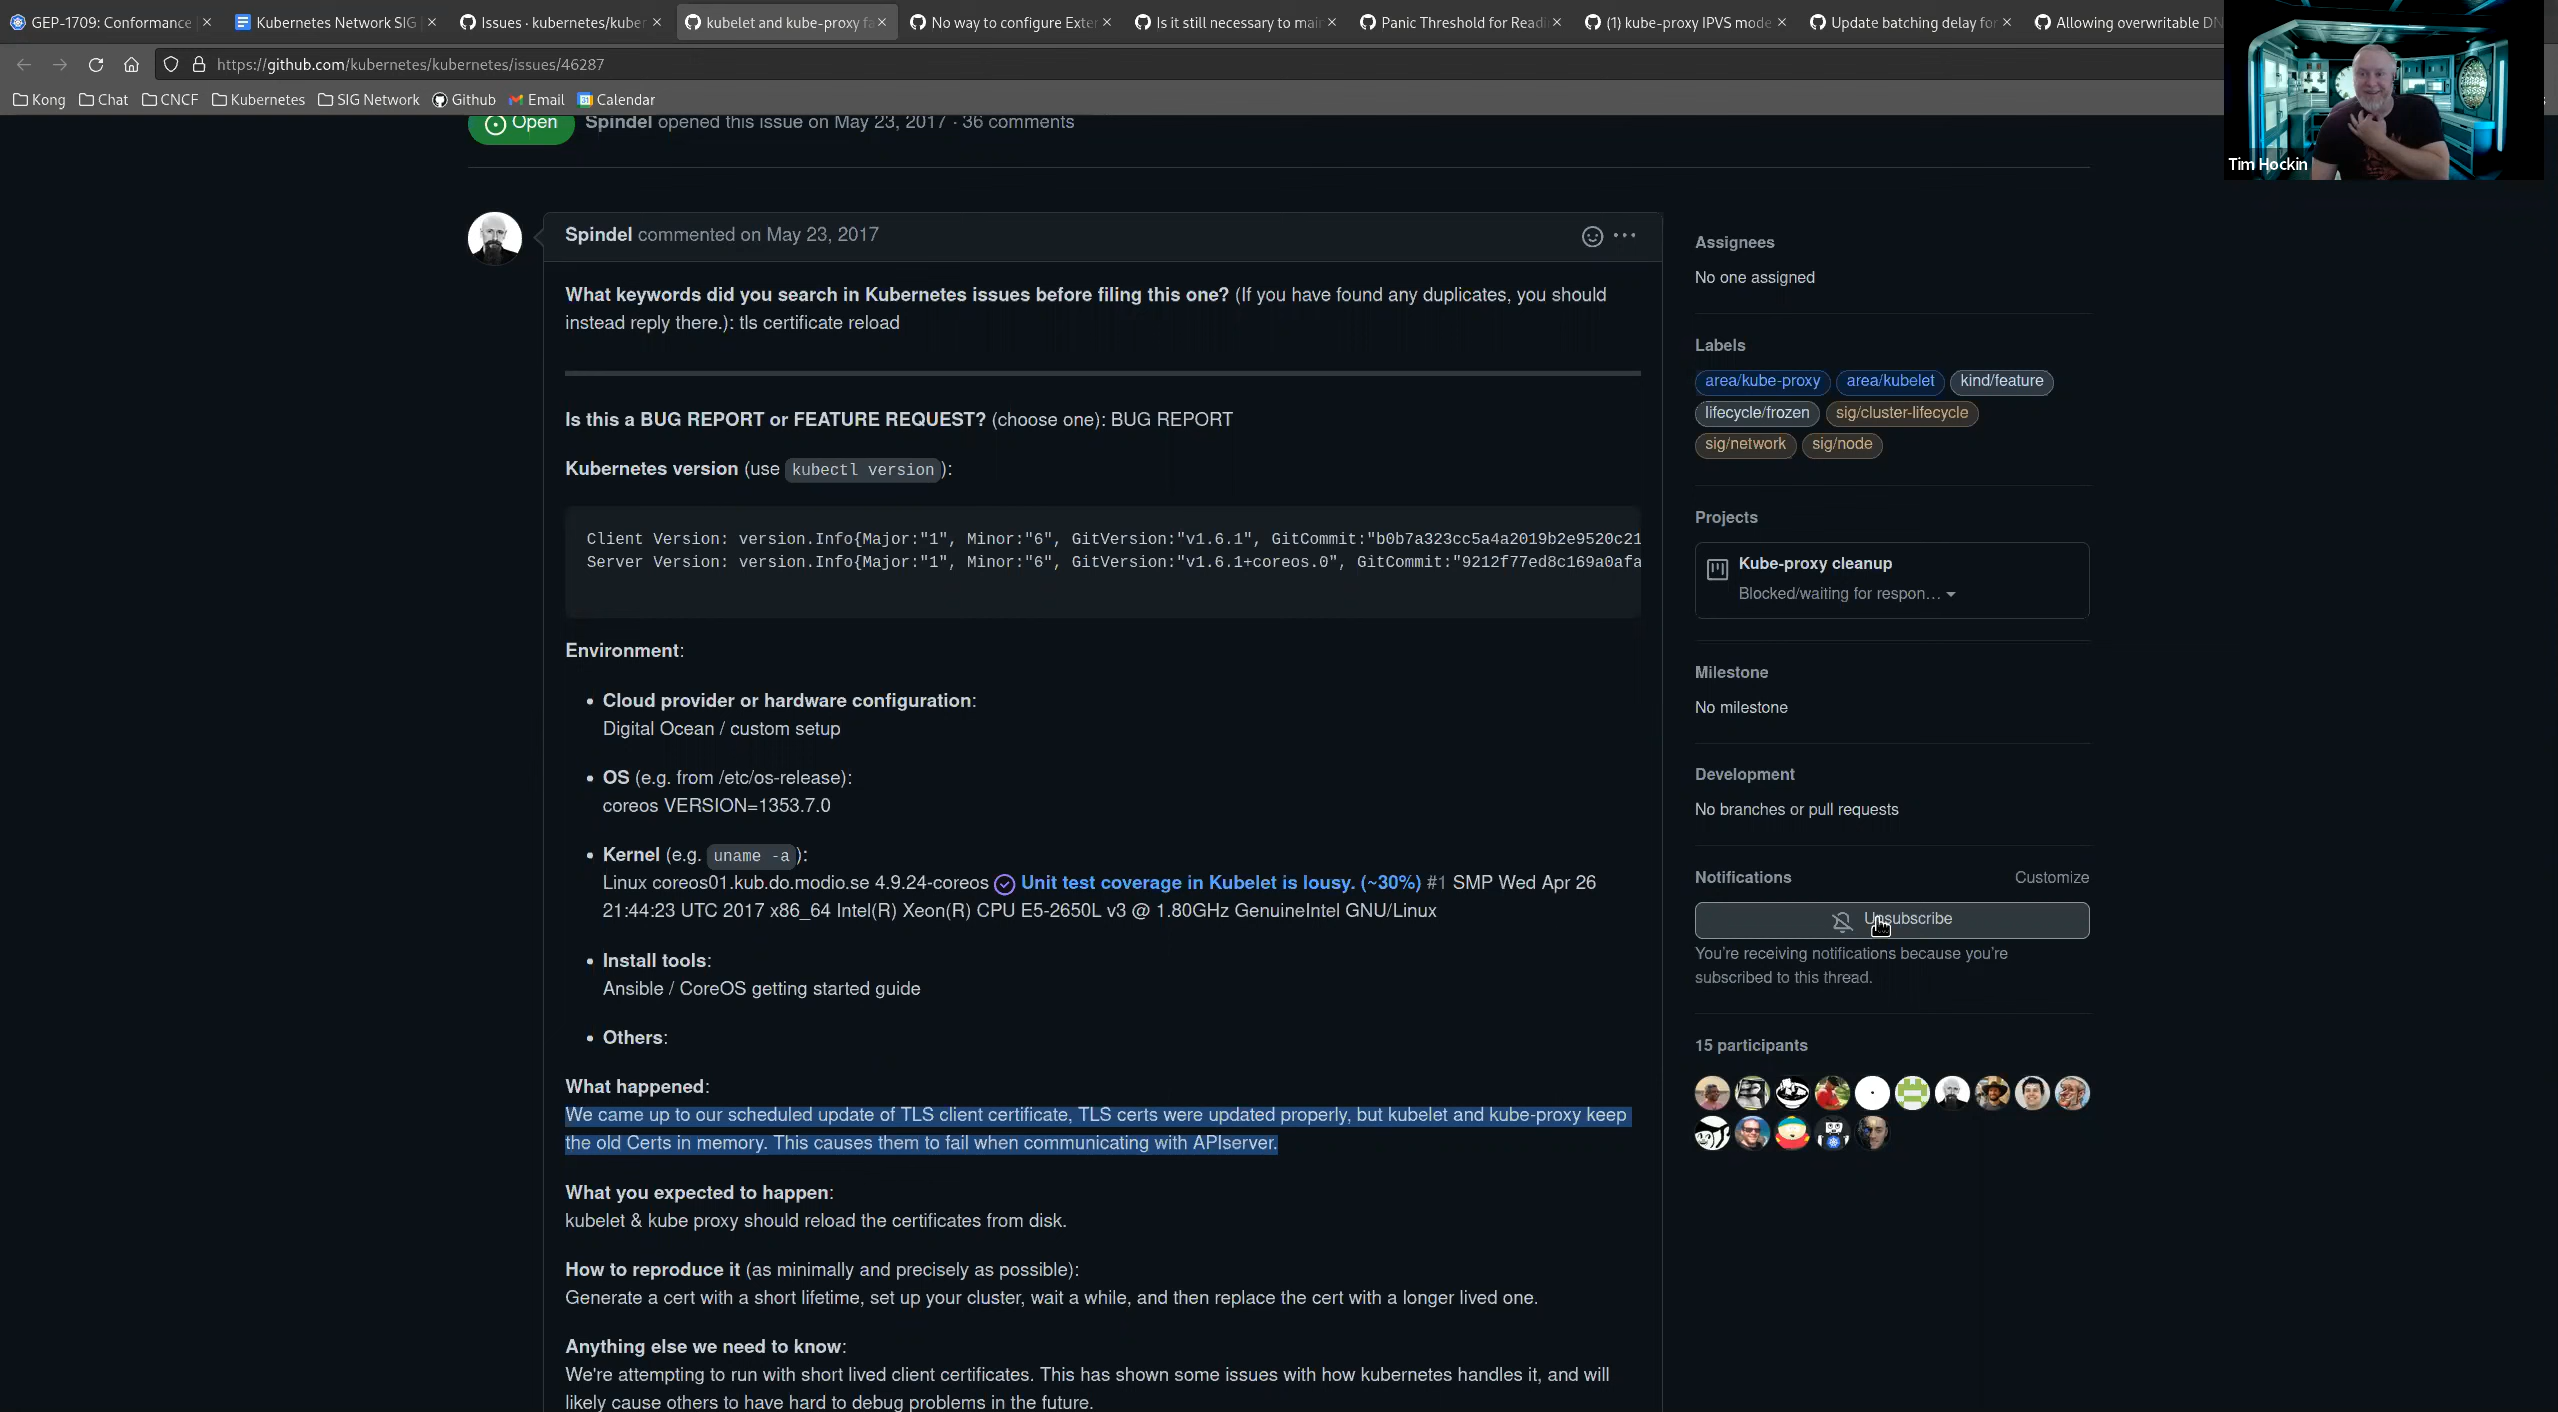 GEP-1709: Conformance
Kubernetes Network SIG
Issues · kubernetes/kuber
kubelet and kube-proxy fa
No way to configure Exter
Is it still necessary to mai
Panic Threshold for Readi
(1) kube-proxy IPVS mode
Update batching delay for
Allowing overwritable DN
https://github.com/kubernetes/kubernetes/issues/46287
Kong Chat CNCF Kubernetes SIG Network Github Email Calendar
Tim Hockin
Open Spindel opened this issue on May 23, 2017 · 36 comments
Spindel commented on May 23, 2017
What keywords did you search in Kubernetes issues before filing this one? (If you have found any duplicates, you should
instead reply there.): tls certificate reload
Is this a BUG REPORT or FEATURE REQUEST? (choose one): BUG REPORT
Kubernetes version (use kubectl version):
Client Version: version.Info{Major:"1", Minor:"6", GitVersion:"v1.6.1", GitCommit:"b0b7a323cc5a4a2019b2e9520c21
Server Version: version.Info{Major:"1", Minor:"6", GitVersion:"v1.6.1+coreos.0", GitCommit:"9212f77ed8c169a0afa
Environment:
• Cloud provider or hardware configuration:
Digital Ocean / custom setup
• OS (e.g. from /etc/os-release):
coreos VERSION=1353.7.0
• Kernel (e.g. uname -a):
Linux coreos01.kub.do.modio.se 4.9.24-coreos Unit test coverage in Kubelet is lousy. (~30%) #1 SMP Wed Apr 26
21:44:23 UTC 2017 x86_64 Intel(R) Xeon(R) CPU E5-2650L v3 @ 1.80GHz GenuineIntel GNU/Linux
• Install tools:
Ansible / CoreOS getting started guide
• Others:
What happened:
We came up to our scheduled update of TLS client certificate, TLS certs were updated properly, but kubelet and kube-proxy keep
the old Certs in memory. This causes them to fail when communicating with APIserver.
What you expected to happen:
kubelet & kube proxy should reload the certificates from disk.
How to reproduce it (as minimally and precisely as possible):
Generate a cert with a short lifetime, set up your cluster, wait a while, and then replace the cert with a longer lived one.
Anything else we need to know:
We're attempting to run with short lived client certificates. This has shown some issues with how kubernetes handles it, and will
likely cause others to have hard to debug problems in the future.
Assignees
No one assigned
Labels
area/kube-proxy area/kubelet kind/feature
lifecycle/frozen sig/cluster-lifecycle
sig/network sig/node
Projects
Kube-proxy cleanup
Blocked/waiting for respon…
Milestone
No milestone
Development
No branches or pull requests
Notifications Customize
Unsubscribe
You're receiving notifications because you're
subscribed to this thread.
15 participants